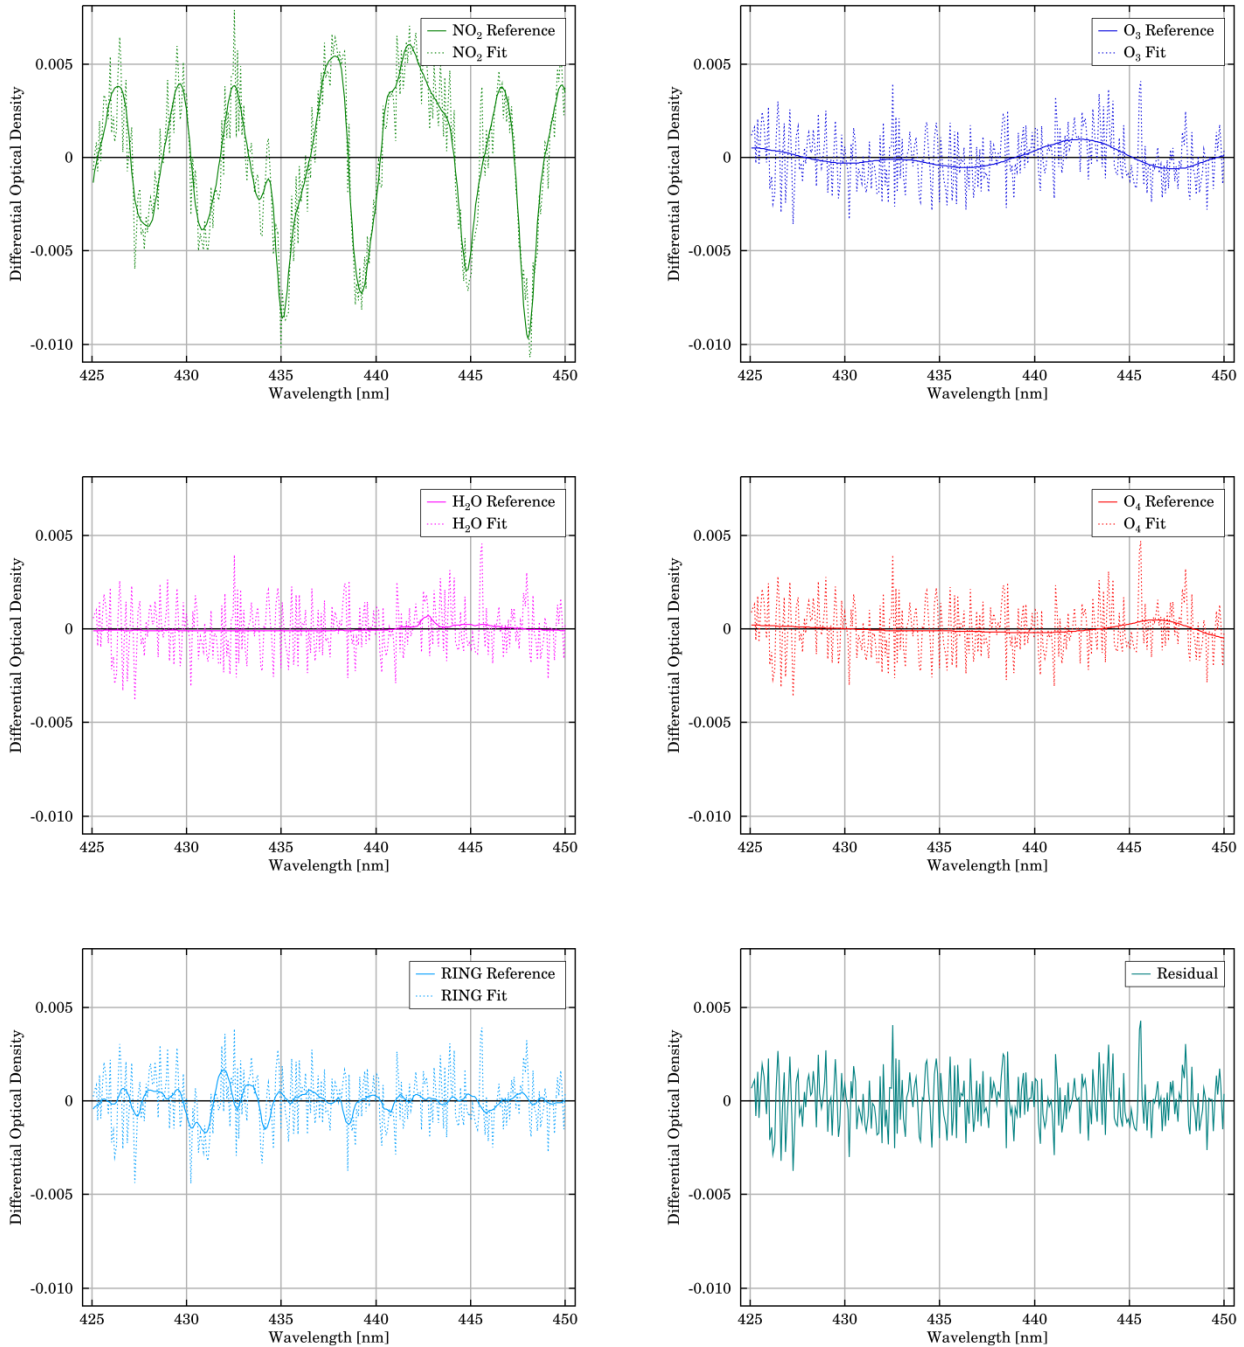 NO₂ Reference
NO₂ Fit
0.005
0
-0.005
-0.010
Differential Optical Density
425 430 435 440 445 450
Wavelength [nm]
O₃ Reference
O₃ Fit
0.005
0
-0.005
-0.010
Differential Optical Density
425 430 435 440 445 450
Wavelength [nm]
H₂O Reference
H₂O Fit
0.005
0
-0.005
-0.010
Differential Optical Density
425 430 435 440 445 450
Wavelength [nm]
O₄ Reference
O₄ Fit
0.005
0
-0.005
-0.010
Differential Optical Density
425 430 435 440 445 450
Wavelength [nm]
RING Reference
RING Fit
0.005
0
-0.005
-0.010
Differential Optical Density
425 430 435 440 445 450
Wavelength [nm]
Residual
0.005
0
-0.005
-0.010
Differential Optical Density
425 430 435 440 445 450
Wavelength [nm]